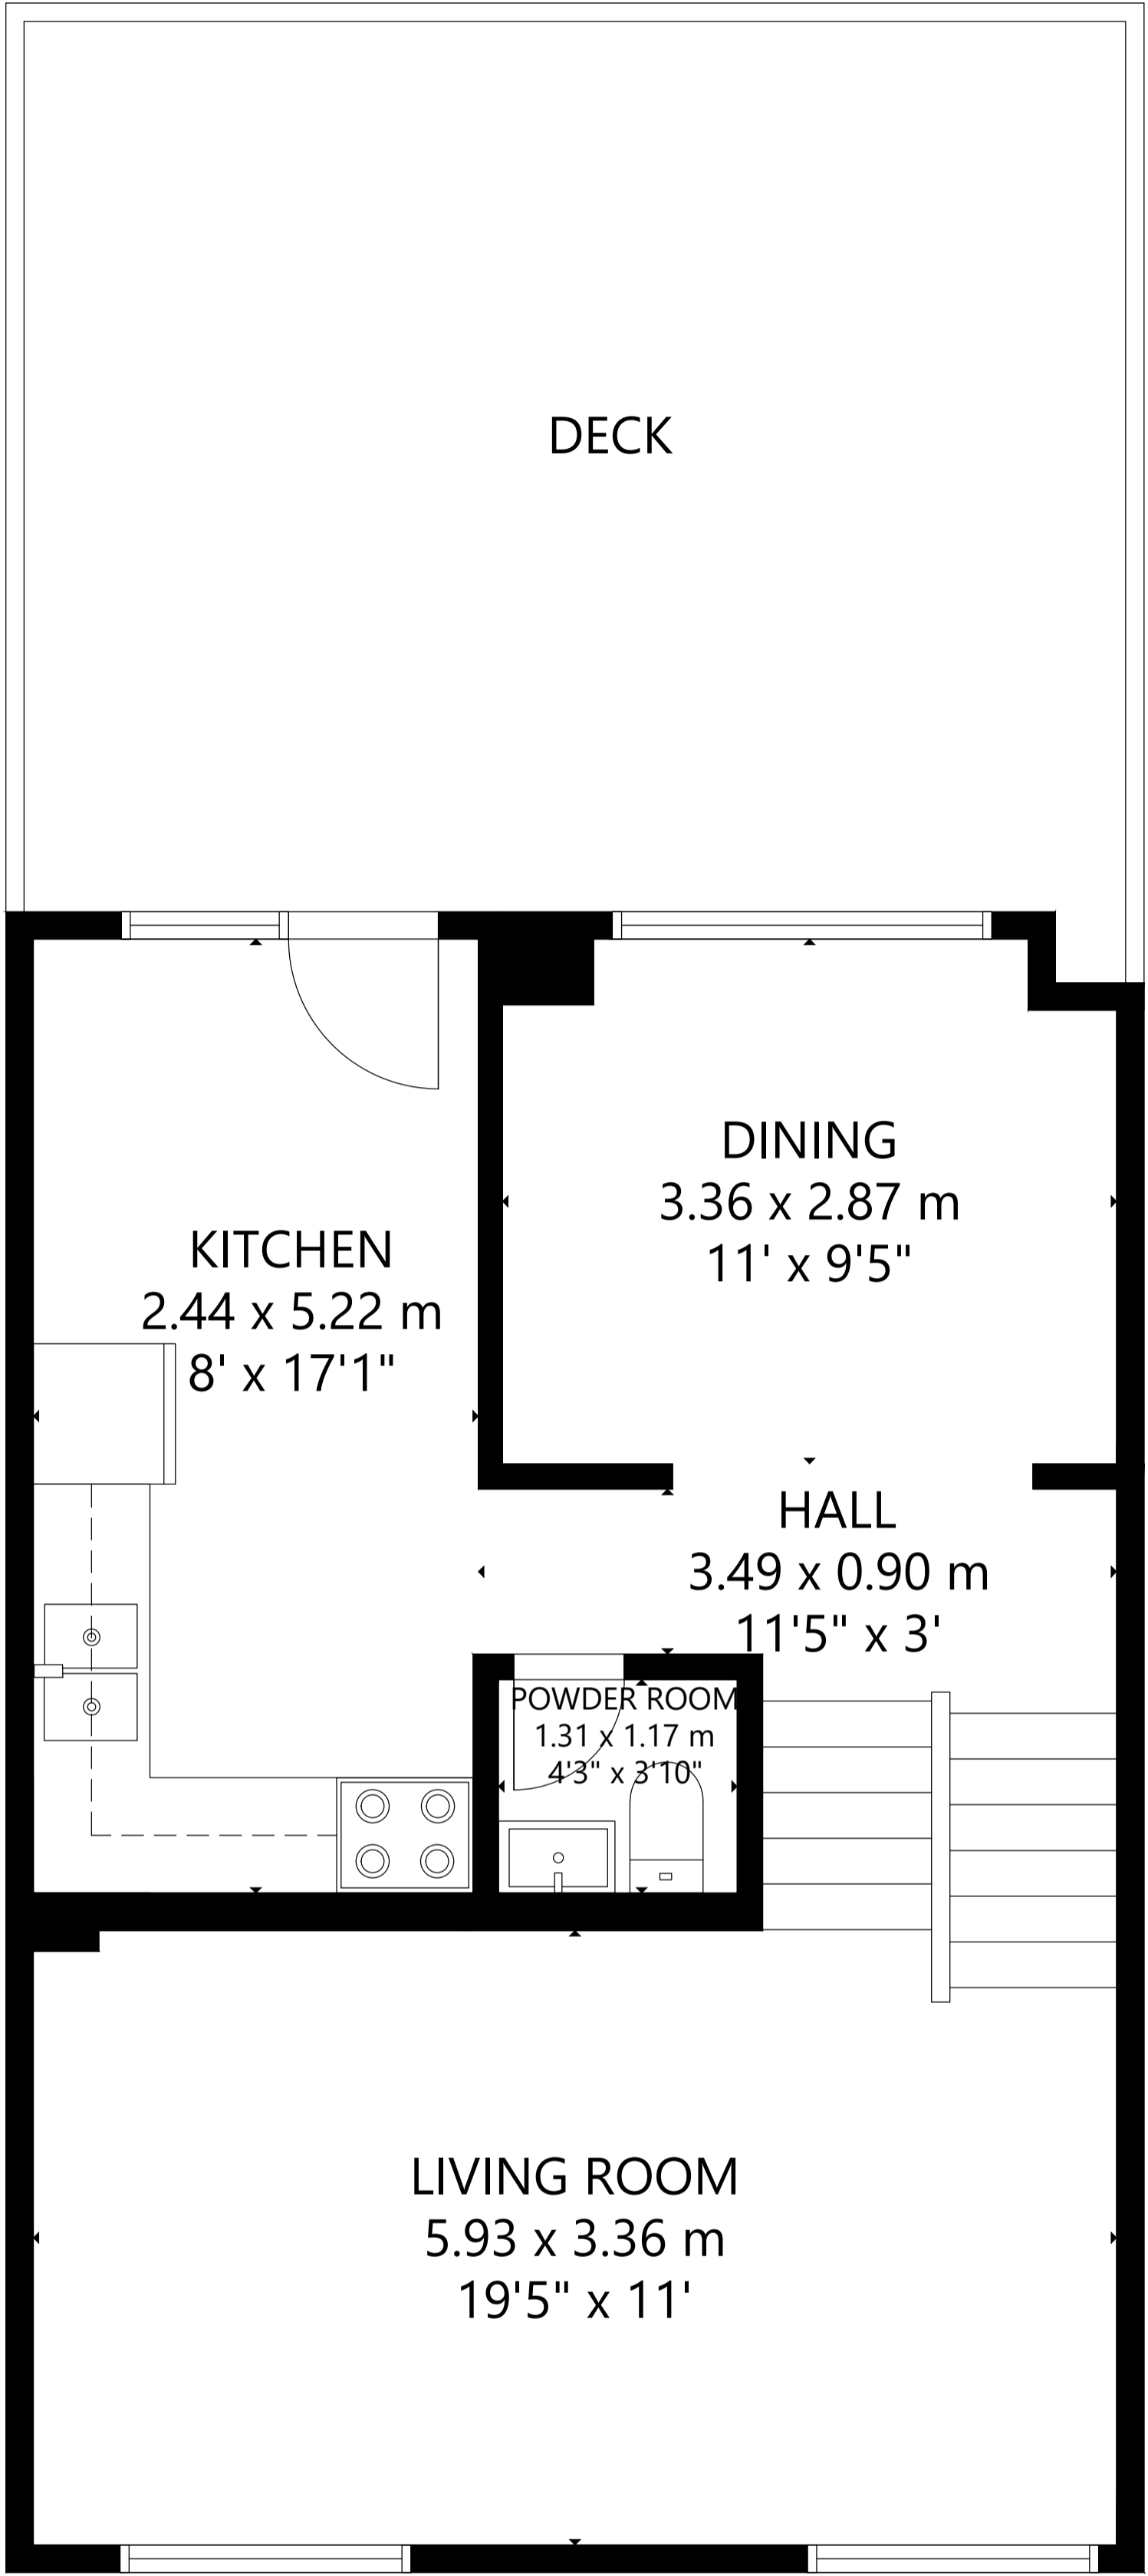 DECK
DINING
3.36 x 2.87 m
11' x 9'5"
KITCHEN
2.44 x 5.22 m
8' x 17'1"
HALL
3.49 x 0.90 m
11'5" x 3'
POWDER ROOM
1.31 x 1.17 m
4'3" x 3'10"
LIVING ROOM
5.93 x 3.36 m
19'5" x 11'